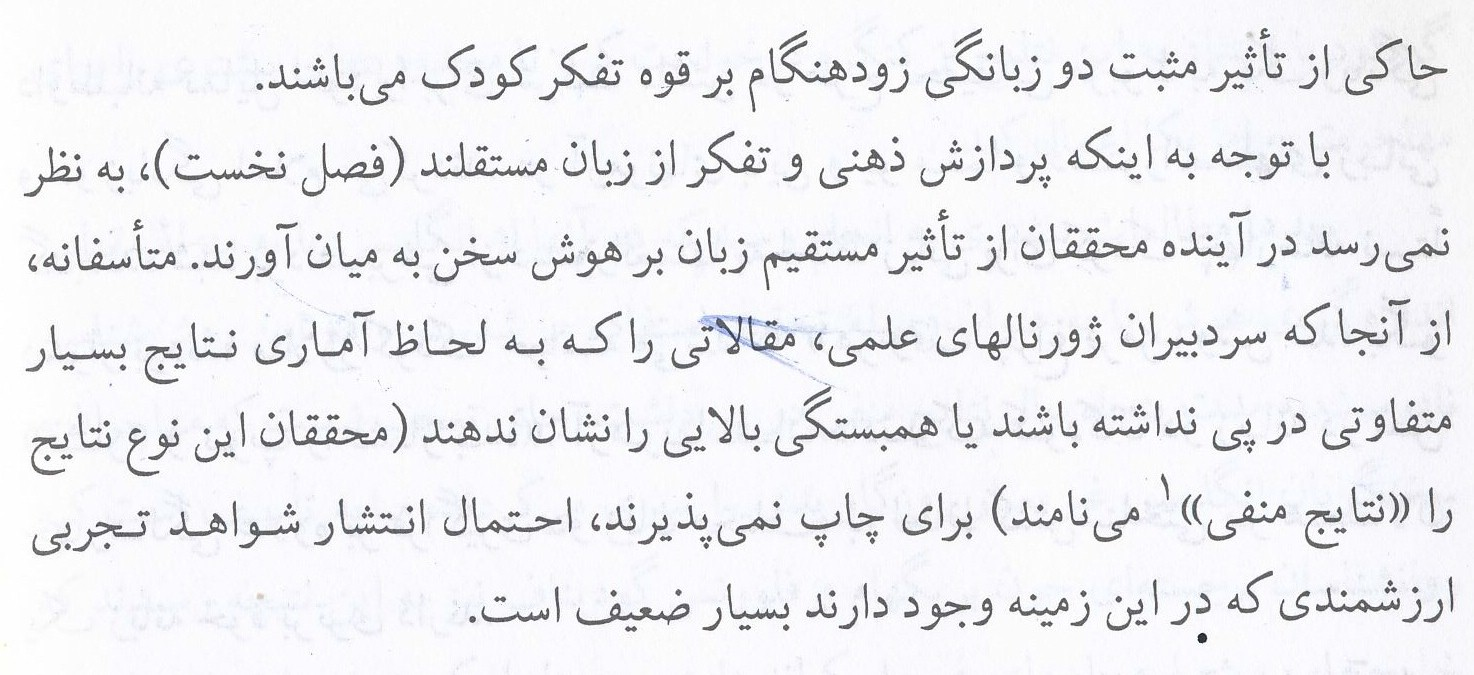 حاکی از تأثیر مثبت دو زبانگی زودهنگام بر قوه تفکر کودک می‌باشند.
با توجه به اینکه پردازش ذهنی و تفکر از زبان مستقلند (فصل نخست)، به نظر
نمی‌رسد در آینده محققان از تأثیر مستقیم زبان بر هوش سخن به میان آورند. متأسفانه،
از آنجا که سردبیران ژورنالهای علمی، مقالاتی را که به لحاظ آماری نتایج بسیار
متفاوتی در پی نداشته باشند یا همبستگی بالایی را نشان ندهند (محققان این نوع نتایج
را «نتایج منفی»۱ می‌نامند) برای چاپ نمی‌پذیرند، احتمال انتشار شواهد تجربی
ارزشمندی که در این زمینه وجود دارند بسیار ضعیف است.